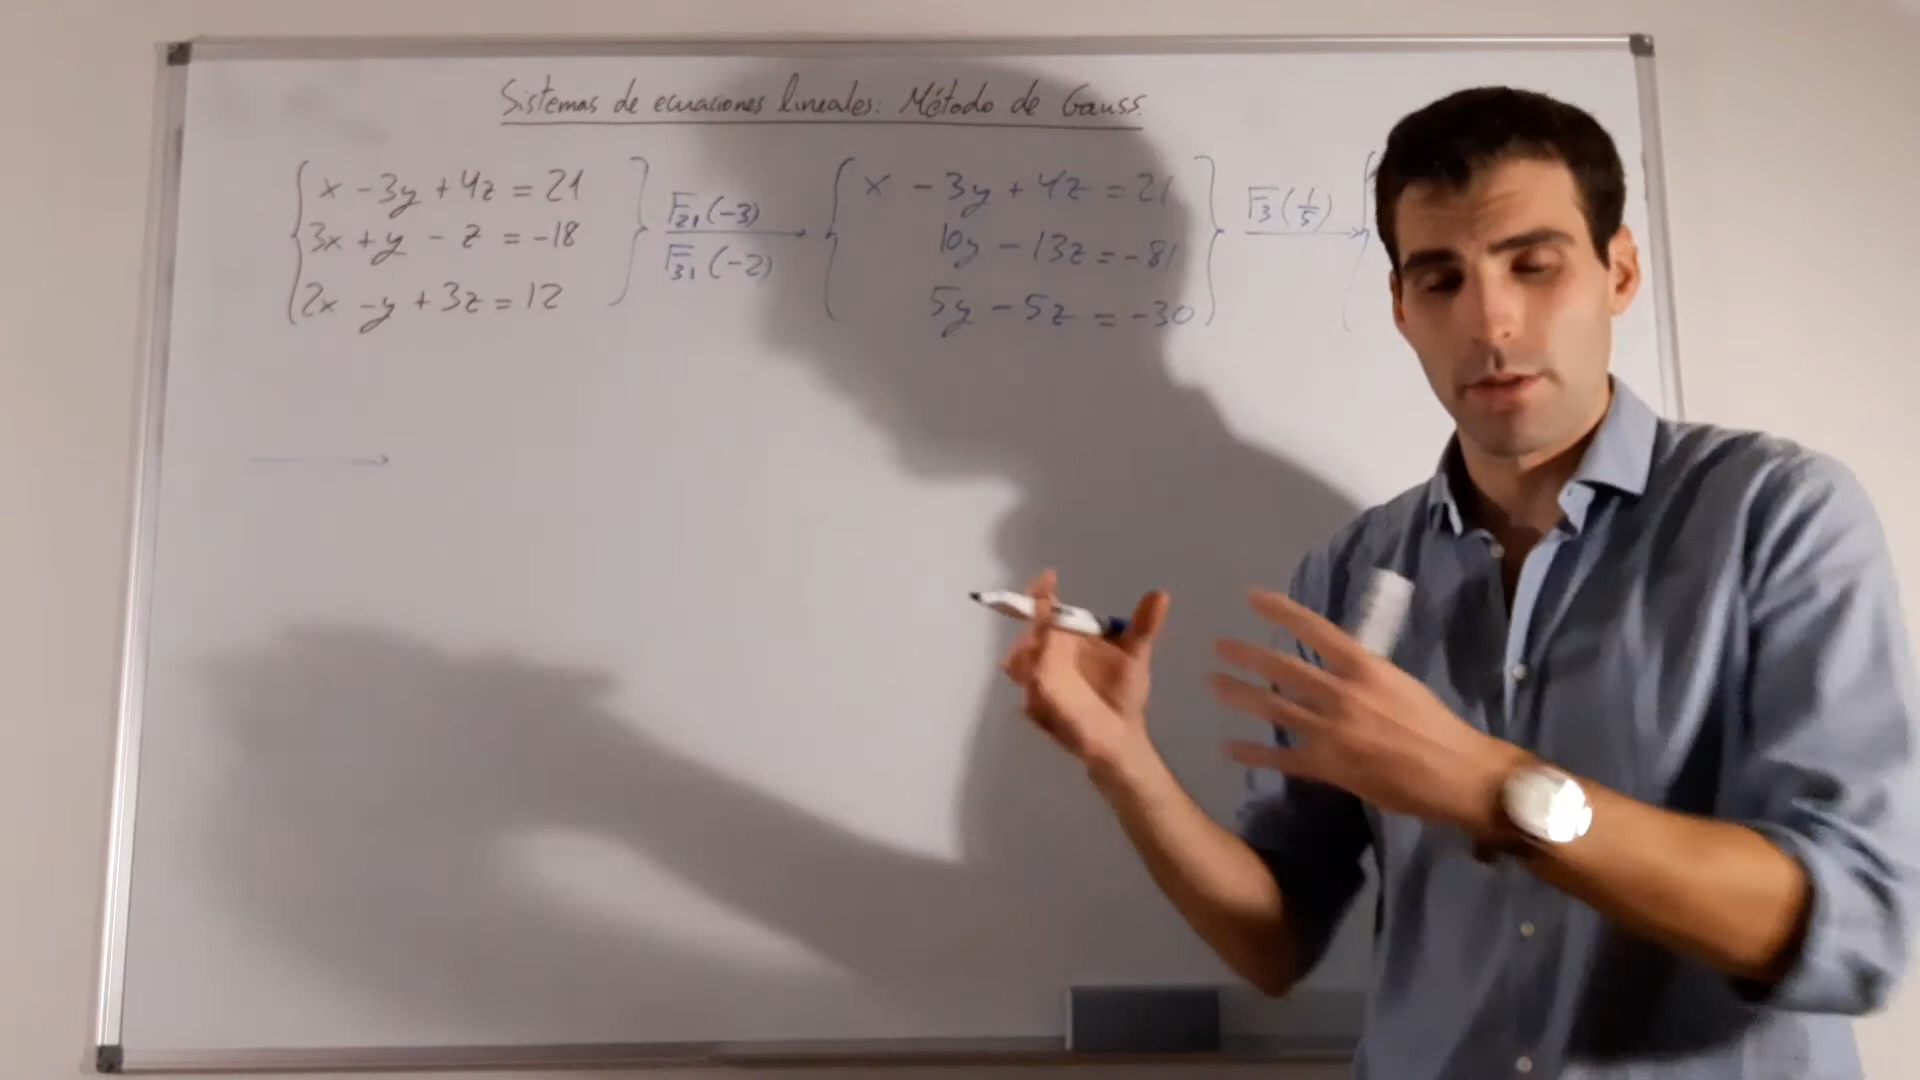 Sistemas de ecuaciones lineales: Método de Gauss.
x - 3y + 4z = 21
3x + y - z = -18
2x - y + 3z = 12
F₂₁(-3)
F₃₁(-2)
x - 3y + 4z = 21
10y - 13z = -81
5y - 5z = -30
F₃(1/5)